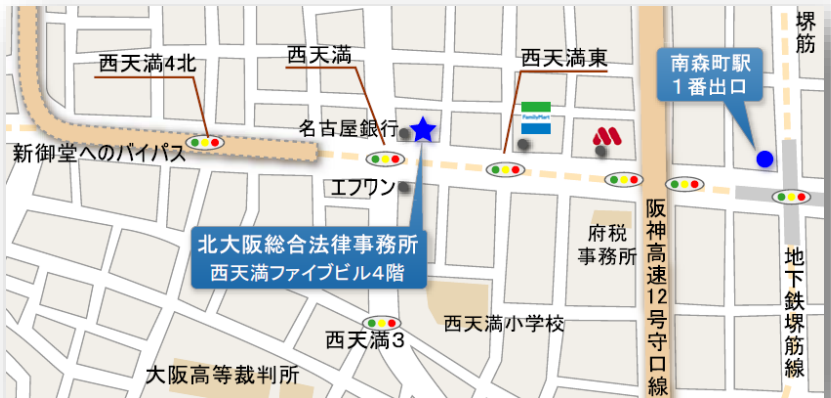 西天満4北
西天満
西天満東
南森町駅
1番出口
堺筋
FamilyMart
名古屋銀行
新御堂へのバイパス
エフワン
北大阪総合法律事務所
西天満ファイブビル4階
府税
事務所
阪神高速12号守口線
地下鉄堺筋線
西天満小学校
西天満3
大阪高等裁判所